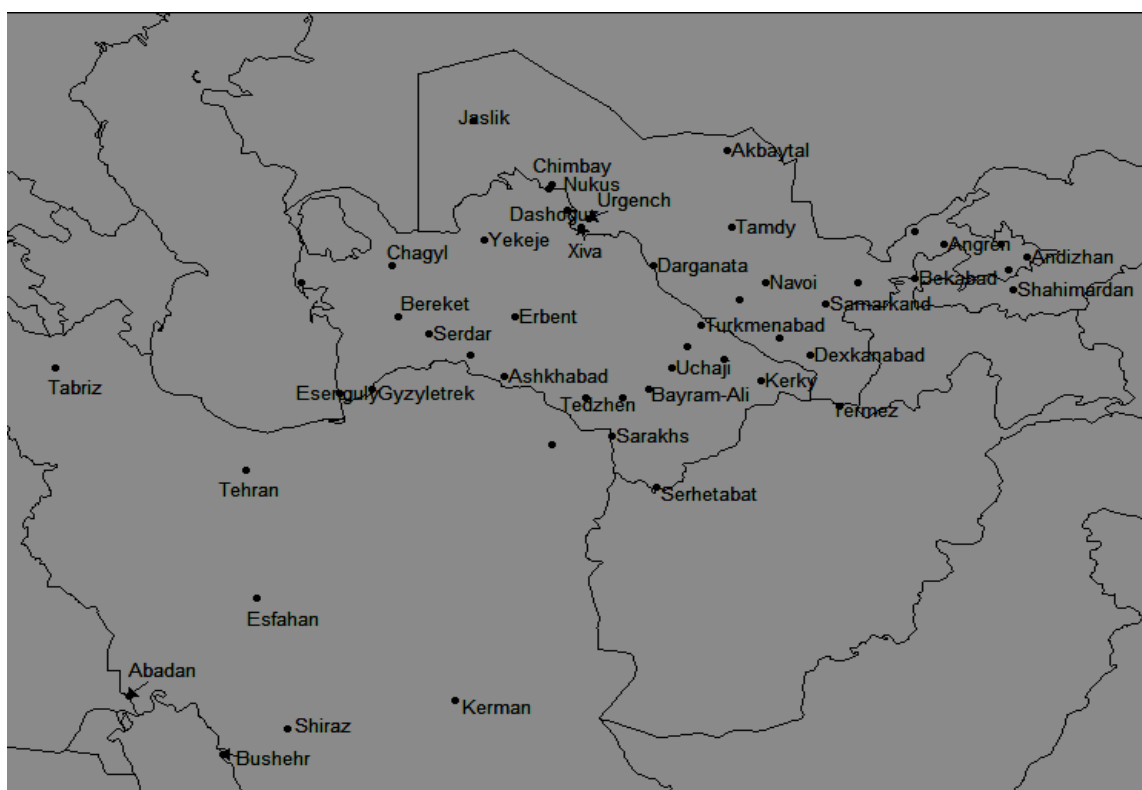 Jaslik
Akbaytal
Chimbay
Nukus
Urgench
Dashoguz
Xiva
Yekeje
Tamdy
Chagyl
Darganata
Angren
Andizhan
Navoi
Bekabad
Shahimardan
Bereket
Erbent
Samarkand
Serdar
Turkmenabad
Tabriz
Ashkhabad
Uchaji
Dexkanabad
Esenguly
Gyzyletrek
Kerky
Tedzhen
Bayram-Ali
Termez
Sarakhs
Tehran
Serhetabat
Esfahan
Abadan
Kerman
Shiraz
Bushehr